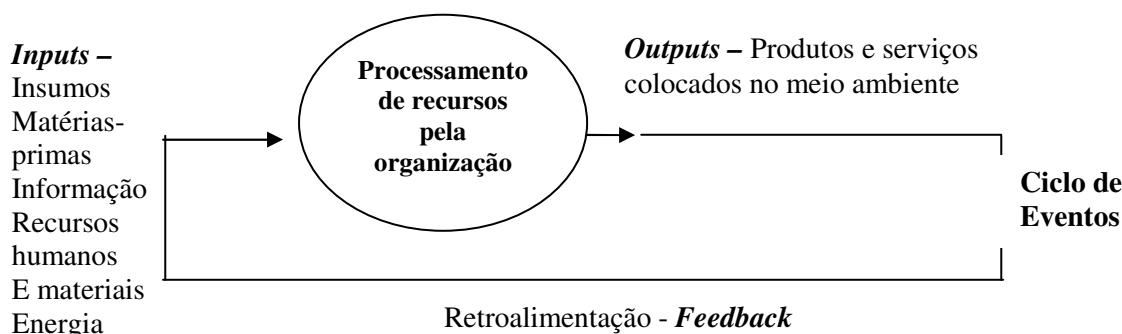 Inputs –
Insumos
Matérias-
primas
Informação
Recursos
humanos
E materiais
Energia
Processamento
de recursos
pela
organização
Outputs – Produtos e serviços
colocados no meio ambiente
Ciclo de
Eventos
Retroalimentação - Feedback